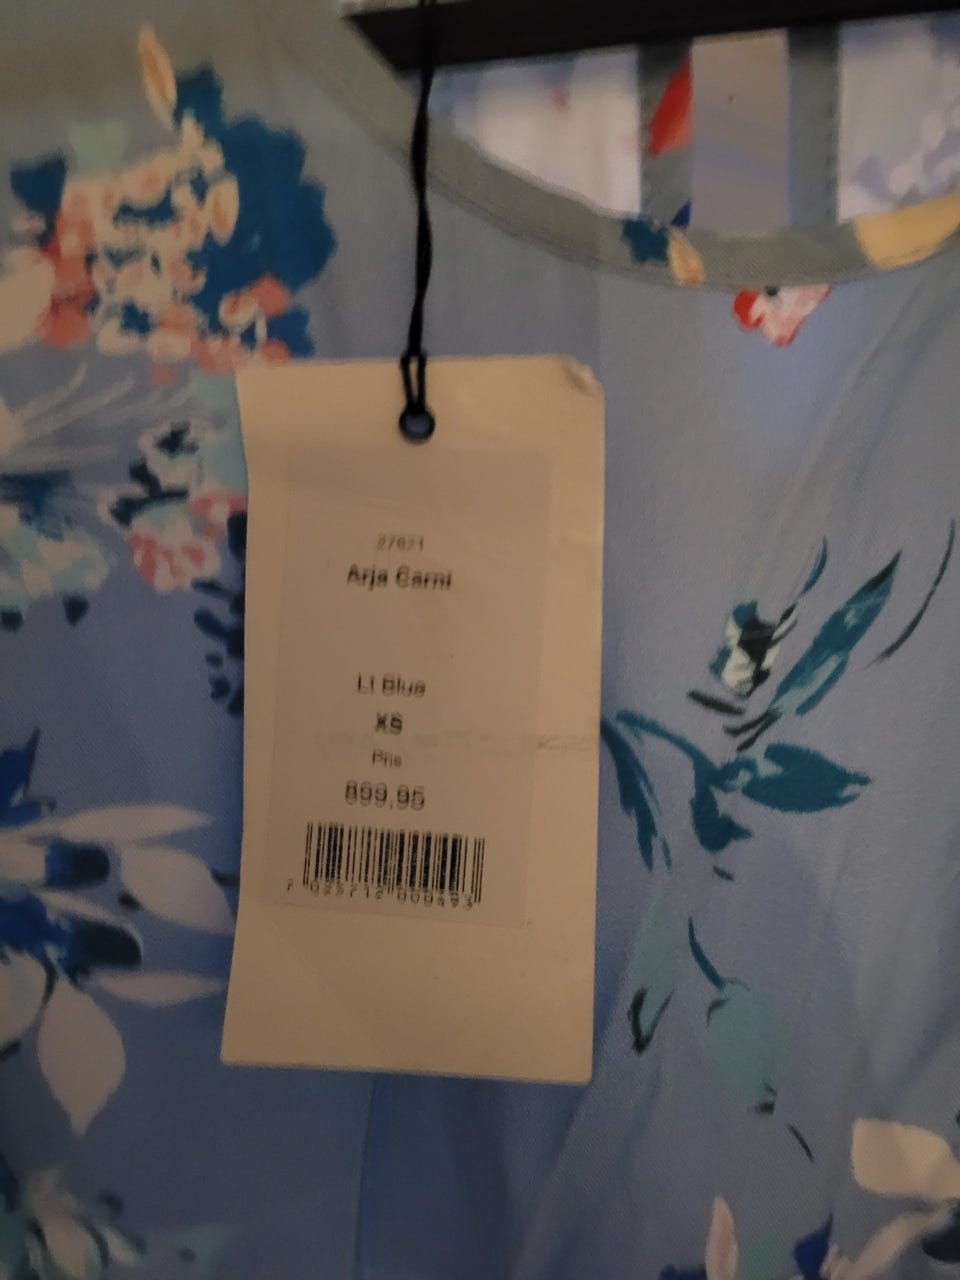 27621
Arja Carni
Lt Blue
XS
Pris
899,95